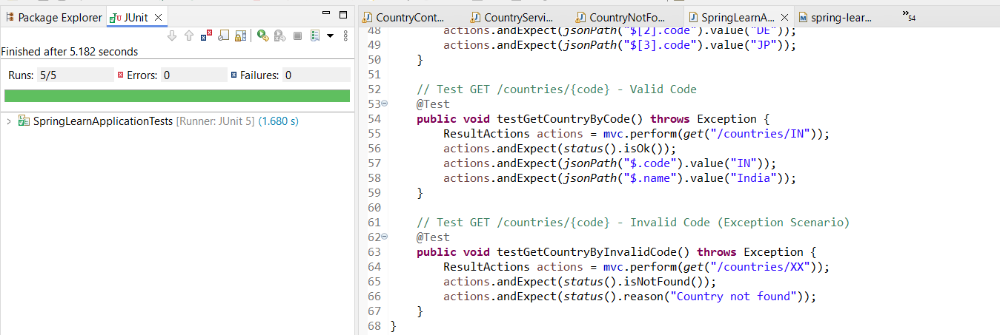 Package Explorer
JUnit
Finished after 5.182 seconds
Runs: 5/5
Errors: 0
Failures: 0
SpringLearnApplicationTests [Runner: JUnit 5] (1.680 s)
CountryCont...
CountryServi...
CountryNotFo...
SpringLearnA...
spring-lear...
»54
48         actions.andExpect(jsonPath("$[2].code").value("DE"));
49         actions.andExpect(jsonPath("$[3].code").value("JP"));
50     }
51
52     // Test GET /countries/{code} - Valid Code
53     @Test
54     public void testGetCountryByCode() throws Exception {
55         ResultActions actions = mvc.perform(get("/countries/IN"));
56         actions.andExpect(status().isOk());
57         actions.andExpect(jsonPath("$.code").value("IN"));
58         actions.andExpect(jsonPath("$.name").value("India"));
59     }
60
61     // Test GET /countries/{code} - Invalid Code (Exception Scenario)
62     @Test
63     public void testGetCountryByInvalidCode() throws Exception {
64         ResultActions actions = mvc.perform(get("/countries/XX"));
65         actions.andExpect(status().isNotFound());
66         actions.andExpect(status().reason("Country not found"));
67     }
68 }